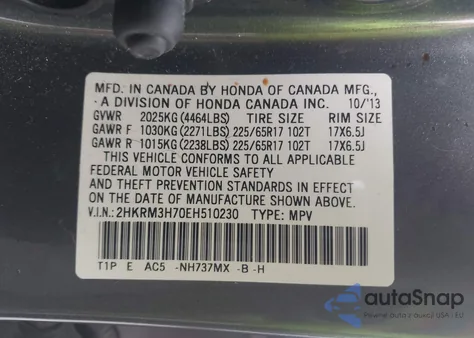 MFD. IN CANADA BY HONDA OF CANADA MFG.,
A DIVISION OF HONDA CANADA INC. 10/'13
GVWR 2025KG (4464LBS) TIRE SIZE RIM SIZE
GAWR F 1030KG (2271LBS) 225/65R17 102T 17X6.5J
GAWR R 1015KG (2238LBS) 225/65R17 102T 17X6.5J
THIS VEHICLE CONFORMS TO ALL APPLICABLE
FEDERAL MOTOR VEHICLE SAFETY
AND THEFT PREVENTION STANDARDS IN EFFECT
ON THE DATE OF MANUFACTURE SHOWN ABOVE.
V.I.N.: 2HKRM3H70EH510230 TYPE: MPV
T1P E AC5 -NH737MX -B -H
autoSnap